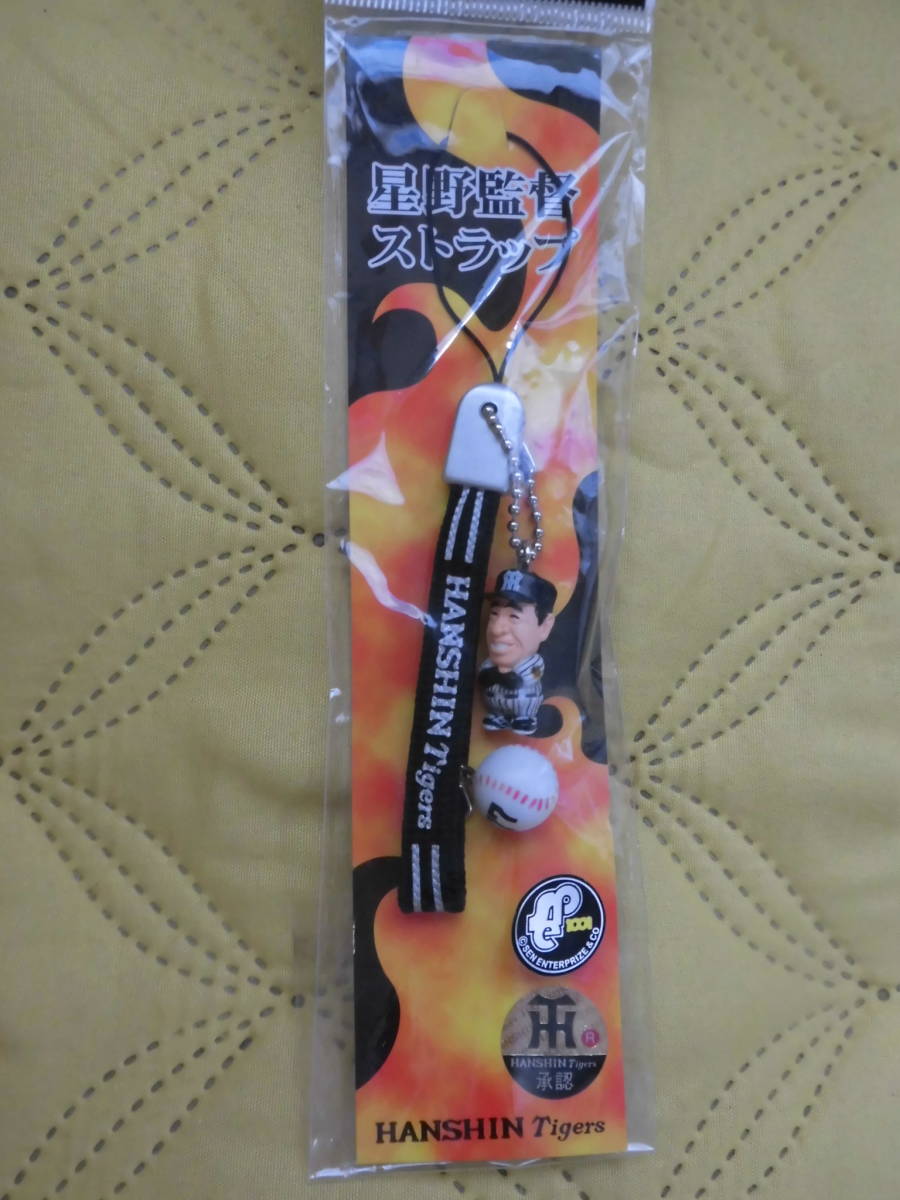 星野監督
ストラップ
HANSHIN Tigers
1001
©SEN ENTERPRIZE & CO
HANSHIN Tigers
承認
HANSHIN Tigers